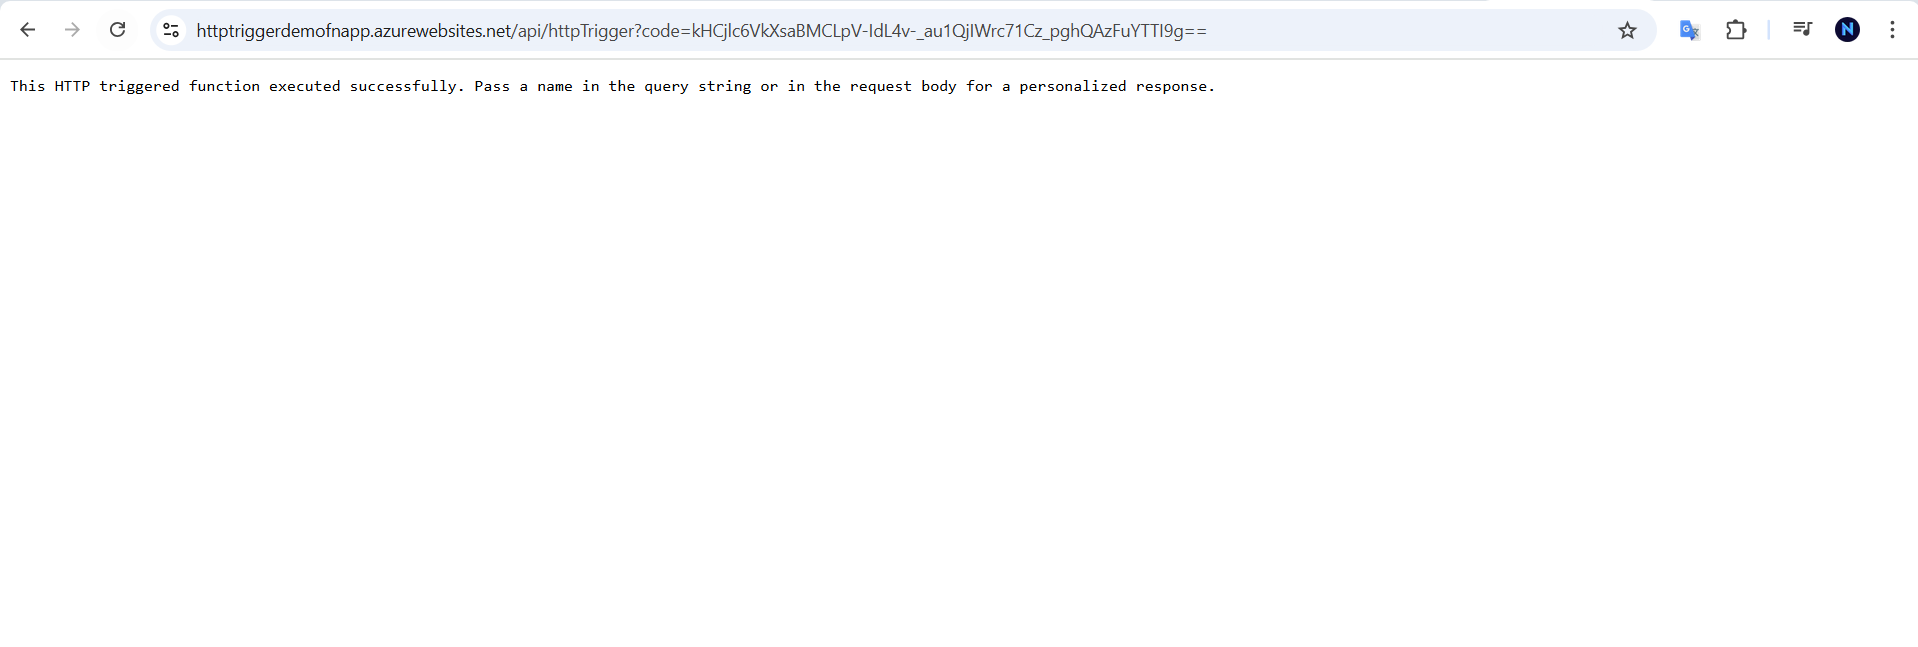 httptriggerdemofnapp.azurewebsites.net/api/httpTrigger?code=kHCjlc6VkXsaBMCLpV-IdL4v-_au1QjIWrc71Cz_pghQAzFuYTTI9g==
N
This HTTP triggered function executed successfully. Pass a name in the query string or in the request body for a personalized response.